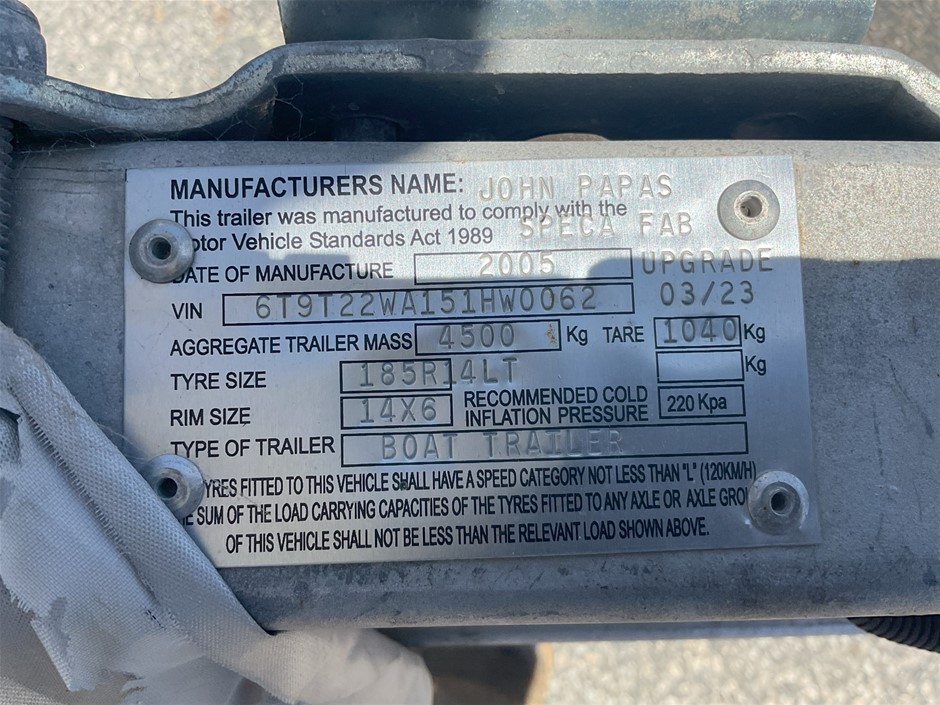 MANUFACTURERS NAME: JOHN PAPAS
This trailer was manufactured to comply with the SPECA FAB
Motor Vehicle Standards Act 1989
DATE OF MANUFACTURE 2005 UPGRADE
VIN 6T9T22WA151HW0062 03/23
AGGREGATE TRAILER MASS 4500 Kg TARE 1040 Kg
TYRE SIZE 185R14LT Kg
RIM SIZE 14X6 RECOMMENDED COLD INFLATION PRESSURE 220 Kpa
TYPE OF TRAILER BOAT TRAILER
TYRES FITTED TO THIS VEHICLE SHALL HAVE A SPEED CATEGORY NOT LESS THAN "L" (120KM/H)
THE SUM OF THE LOAD CARRYING CAPACITIES OF THE TYRES FITTED TO ANY AXLE OR AXLE GROUP
OF THIS VEHICLE SHALL NOT BE LESS THAN THE RELEVANT LOAD SHOWN ABOVE.